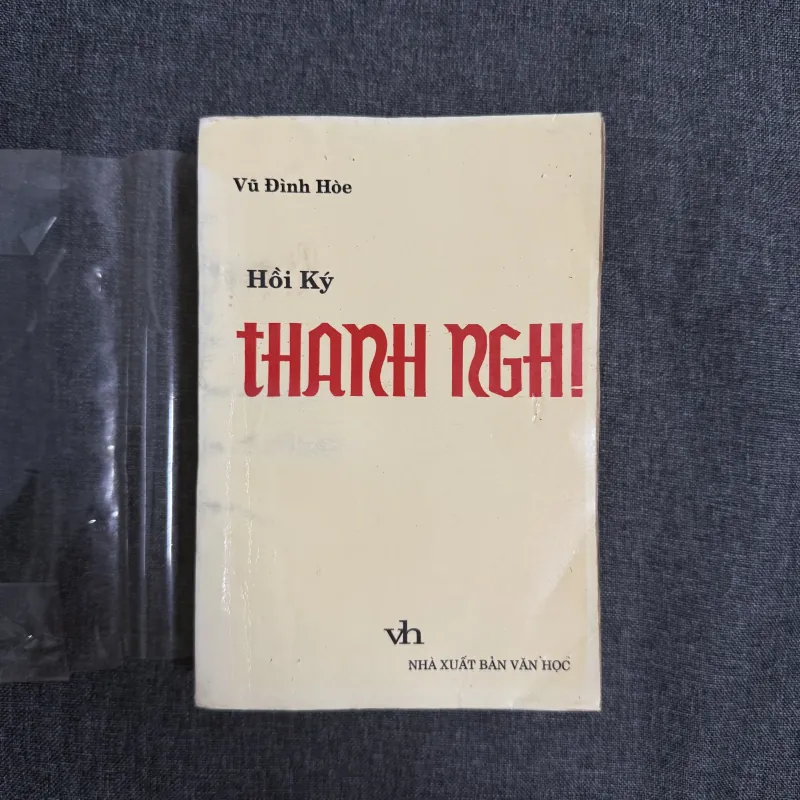 Vũ Đình Hòe
Hồi Ký
THANH NGHỊ
vh
NHÀ XUẤT BẢN VĂN HỌC